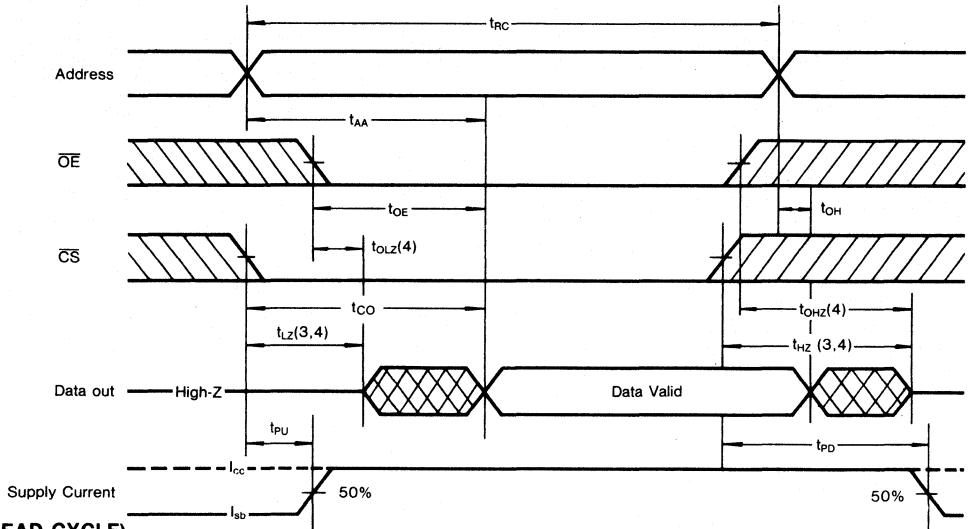 tRC
Address
tAA
OE
tOE
tOH
tOLZ(4)
CS
tCO
tOHZ(4)
tLZ(3,4)
tHZ (3,4)
Data out High-Z Data Valid
tPU
tPD
Icc
Supply Current 50% 50%
Isb
EAD CYCLE)